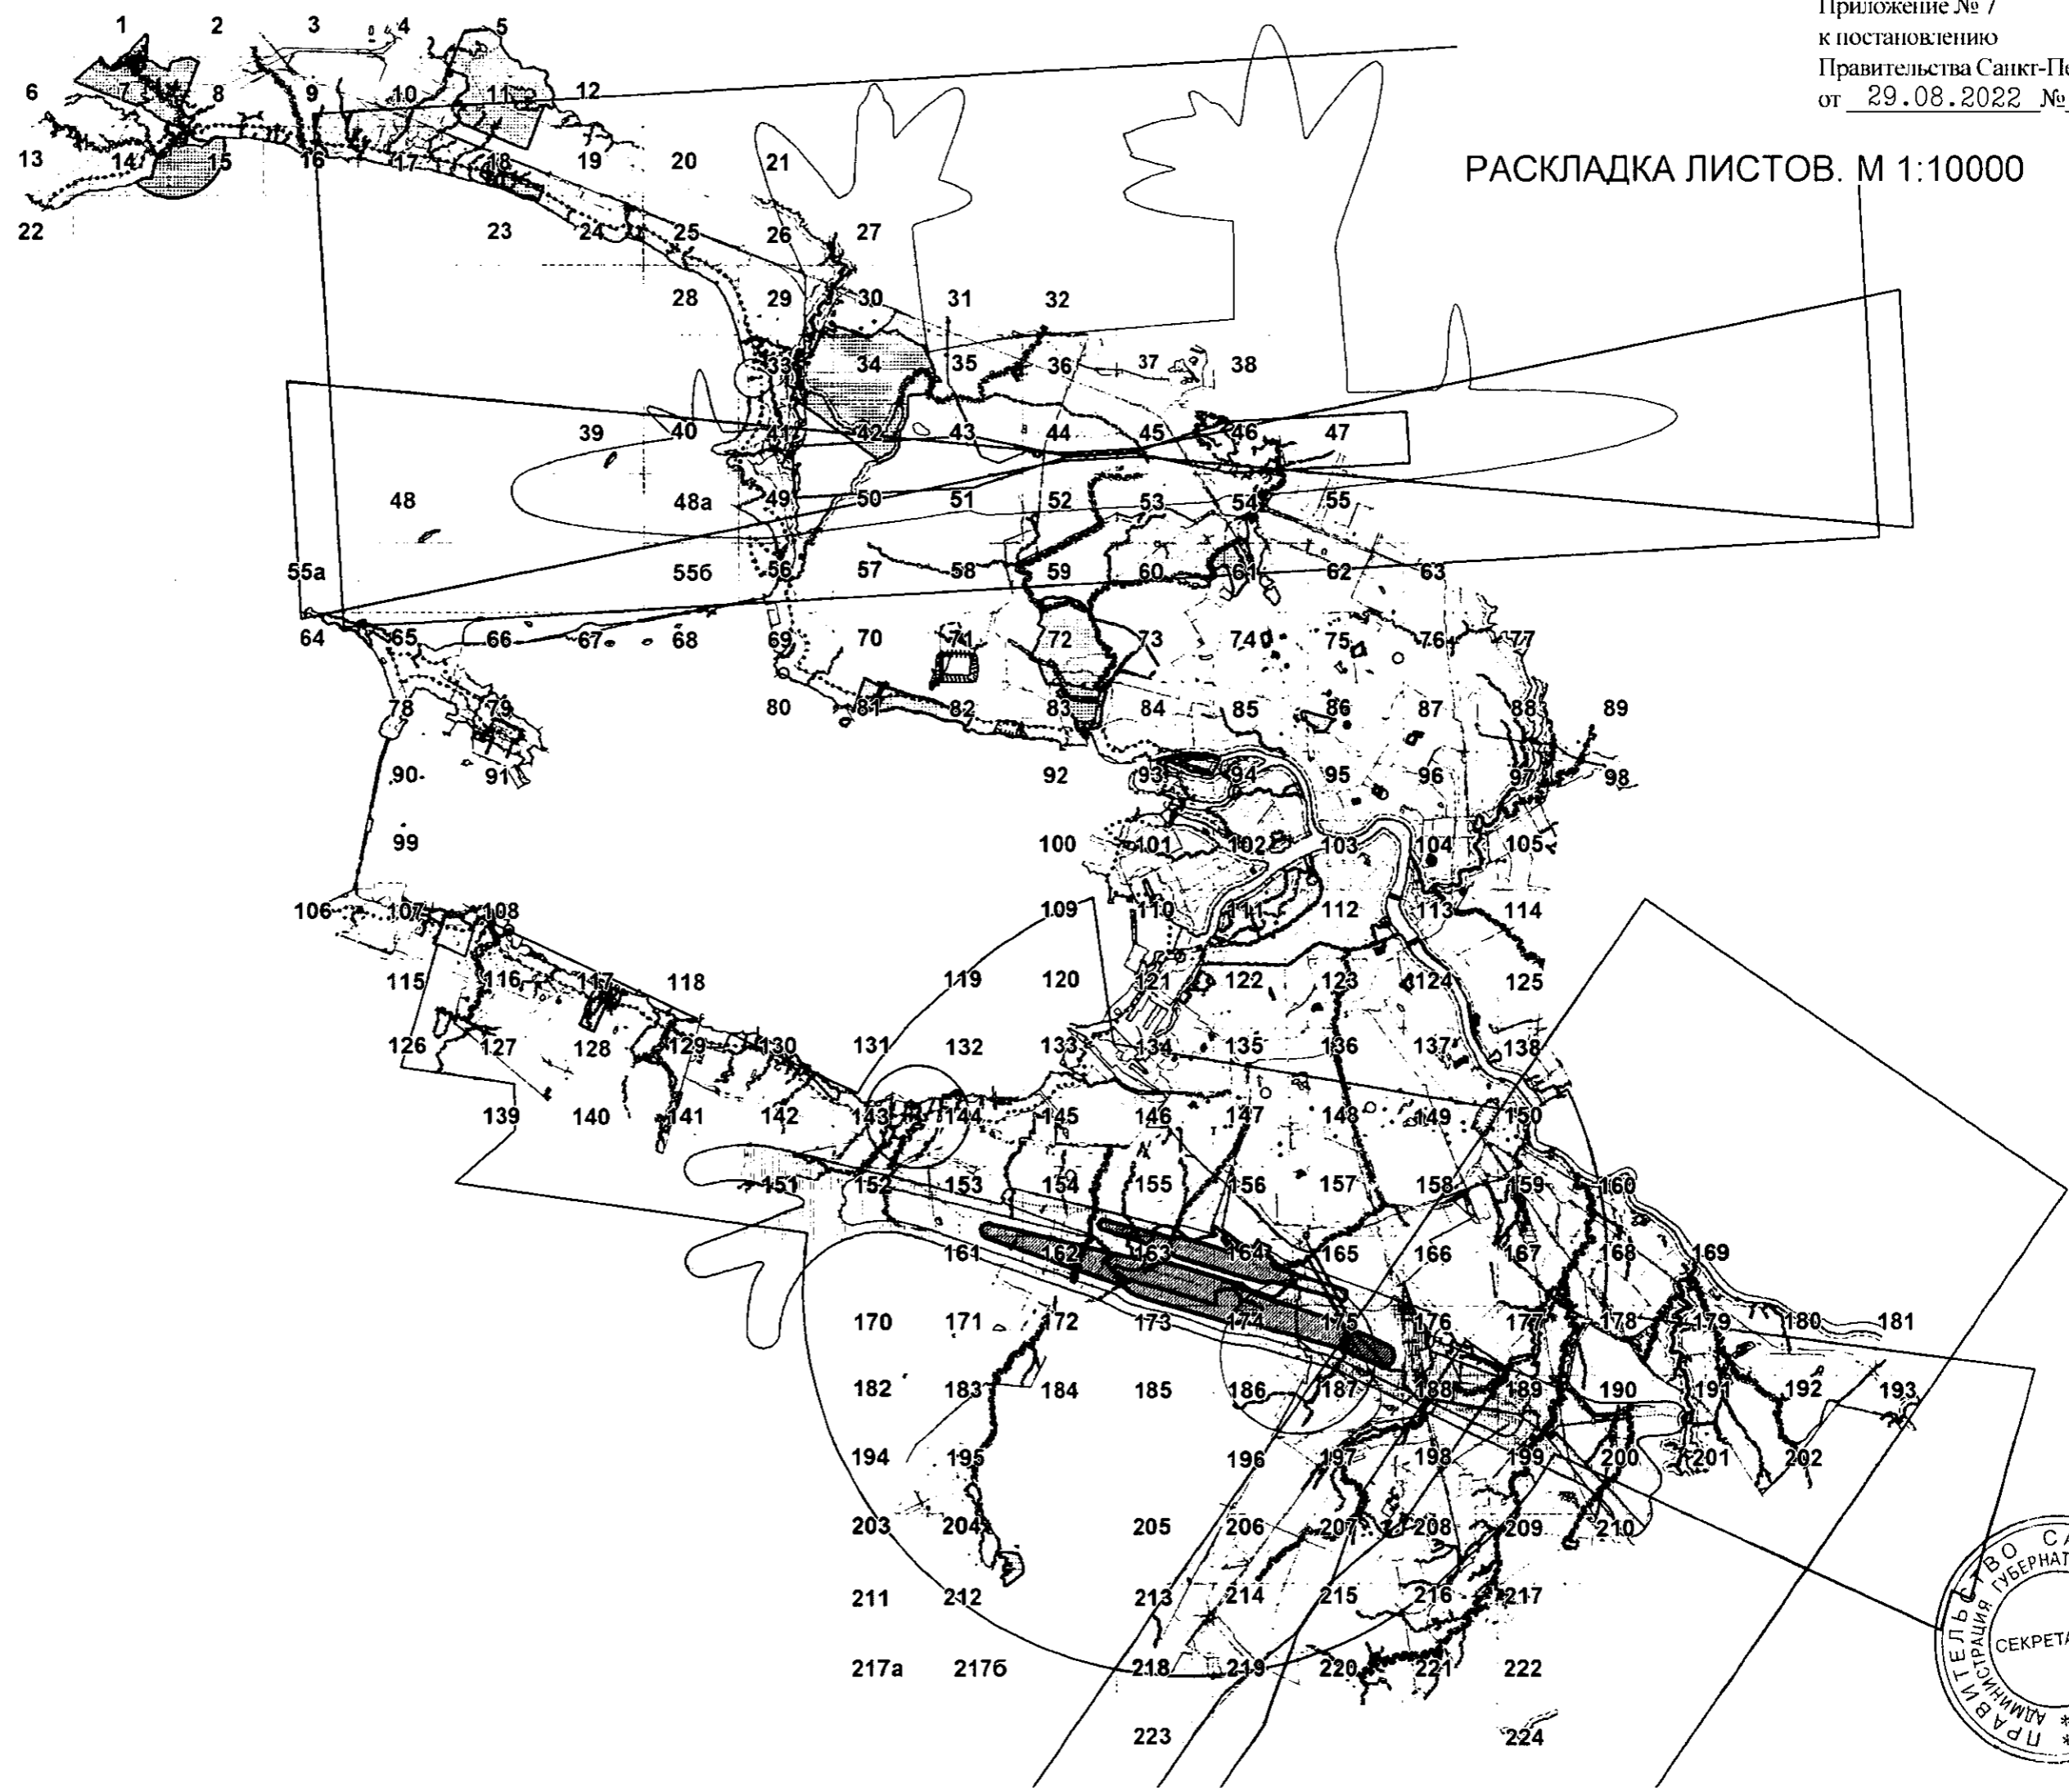 Приложение № 7
к постановлению
Правительства Санкт-Пе
от 29.08.2022 №
РАСКЛАДКА ЛИСТОВ. М 1:10000
1 2 3 4 5
6 7 8 9 10 11 12
13 14 15 16 17 18 19 20 21
22 23 24 25 26 27
28 29 30 31 32
33 34 35 36 37 38
39 40 41 42 43 44 45 46 47
48 48а 49 50 51 52 53 54 55
55а 55б 56 57 58 59 60 61 62 63
64 65 66 67 68 69 70 71 72 73 74 75 76 77
78 79 80 81 82 83 84 85 86 87 88 89
90 91 92 93 94 95 96 97 98
99 100 101 102 103 104 105
106 107 108 109 110 111 112 113 114
115 116 117 118 119 120 121 122 123 124 125
126 127 128 129 130 131 132 133 134 135 136 137 138
139 140 141 142 143 144 145 146 147 148 149 150
151 152 153 154 155 156 157 158 159 160
161 162 163 164 165 166 167 168 169
170 171 172 173 174 175 176 177 178 179 180 181
182 183 184 185 186 187 188 189 190 191 192 193
194 195 196 197 198 199 200 201 202
203 204 205 206 207 208 209 210
211 212 213 214 215 216 217
217а 217б 218 219 220 221 222
223 224
ПРАВИТЕЛЬСТВО СА
АДМИНИСТРАЦИЯ ГУБЕРНАТ
СЕКРЕТА